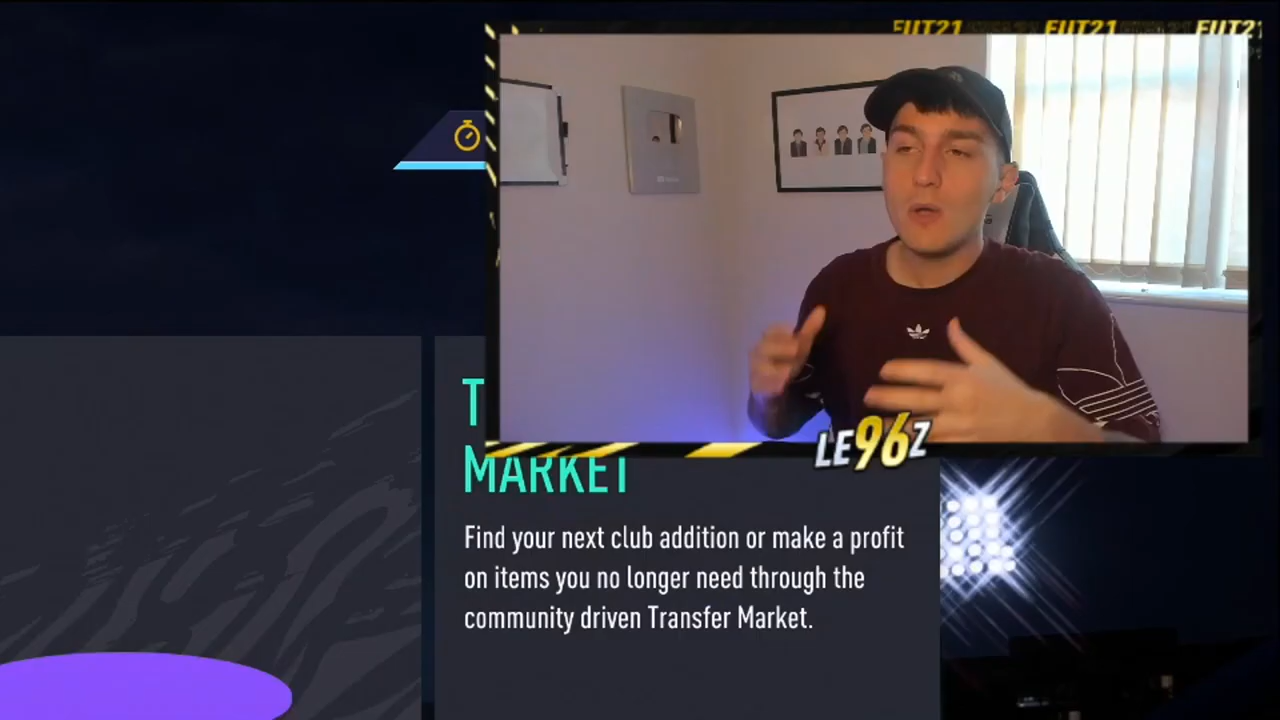 FUT21 FUT21 FUT21
LE96Z
MARKET
Find your next club addition or make a profit
on items you no longer need through the
community driven Transfer Market.